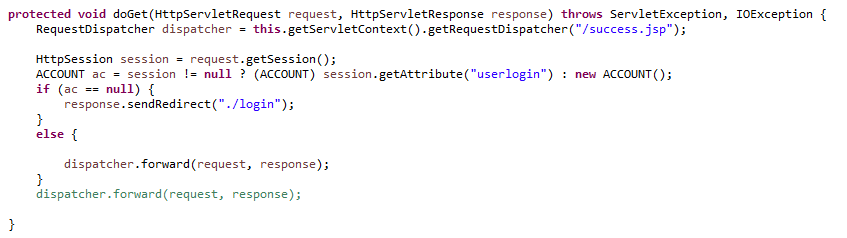 protected void doGet(HttpServletRequest request, HttpServletResponse response) throws ServletException, IOException {
    RequestDispatcher dispatcher = this.getServletContext().getRequestDispatcher("/success.jsp");

    HttpSession session = request.getSession();
    ACCOUNT ac = session != null ? (ACCOUNT) session.getAttribute("userlogin") : new ACCOUNT();
    if (ac == null) {
        response.sendRedirect("./login");
    }
    else {

        dispatcher.forward(request, response);
    }
    dispatcher.forward(request, response);

}